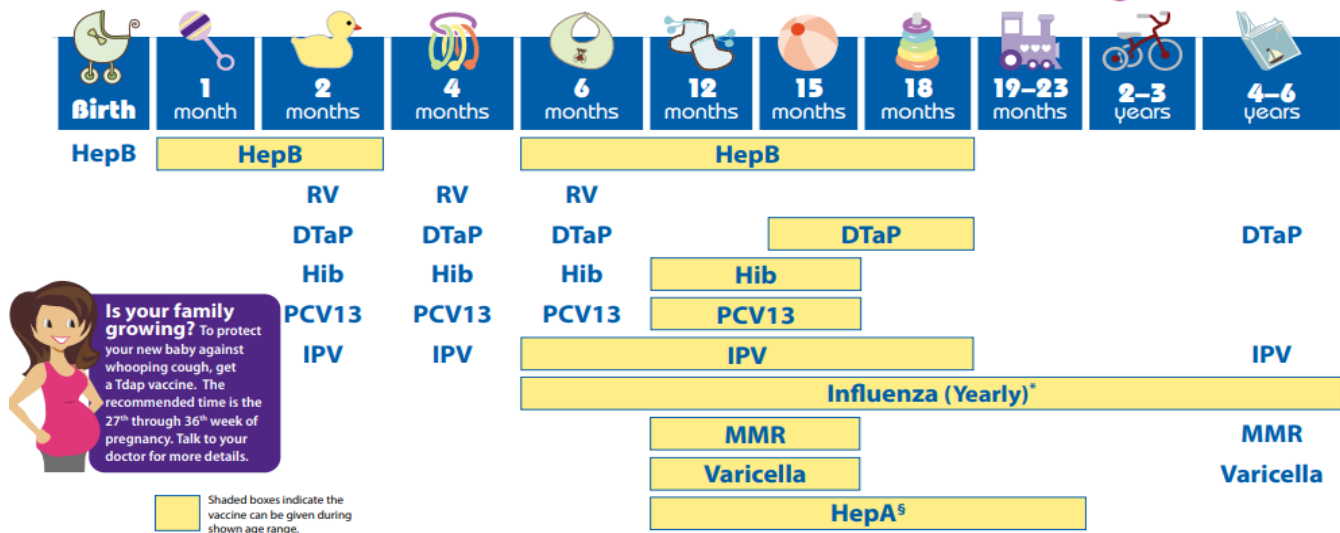 Birth
1 month
2 months
4 months
6 months
12 months
15 months
18 months
19–23 months
2–3 years
4–6 years
HepB HepB HepB
RV RV RV
DTaP DTaP DTaP DTaP DTaP
Hib Hib Hib Hib
PCV13 PCV13 PCV13 PCV13
IPV IPV IPV IPV
Influenza (Yearly)*
MMR MMR
Varicella Varicella
HepA§
Is your family
growing? To protect
your new baby against
whooping cough, get
a Tdap vaccine. The
recommended time is the
27th through 36th week of
pregnancy. Talk to your
doctor for more details.
Shaded boxes indicate the
vaccine can be given during
shown age range.